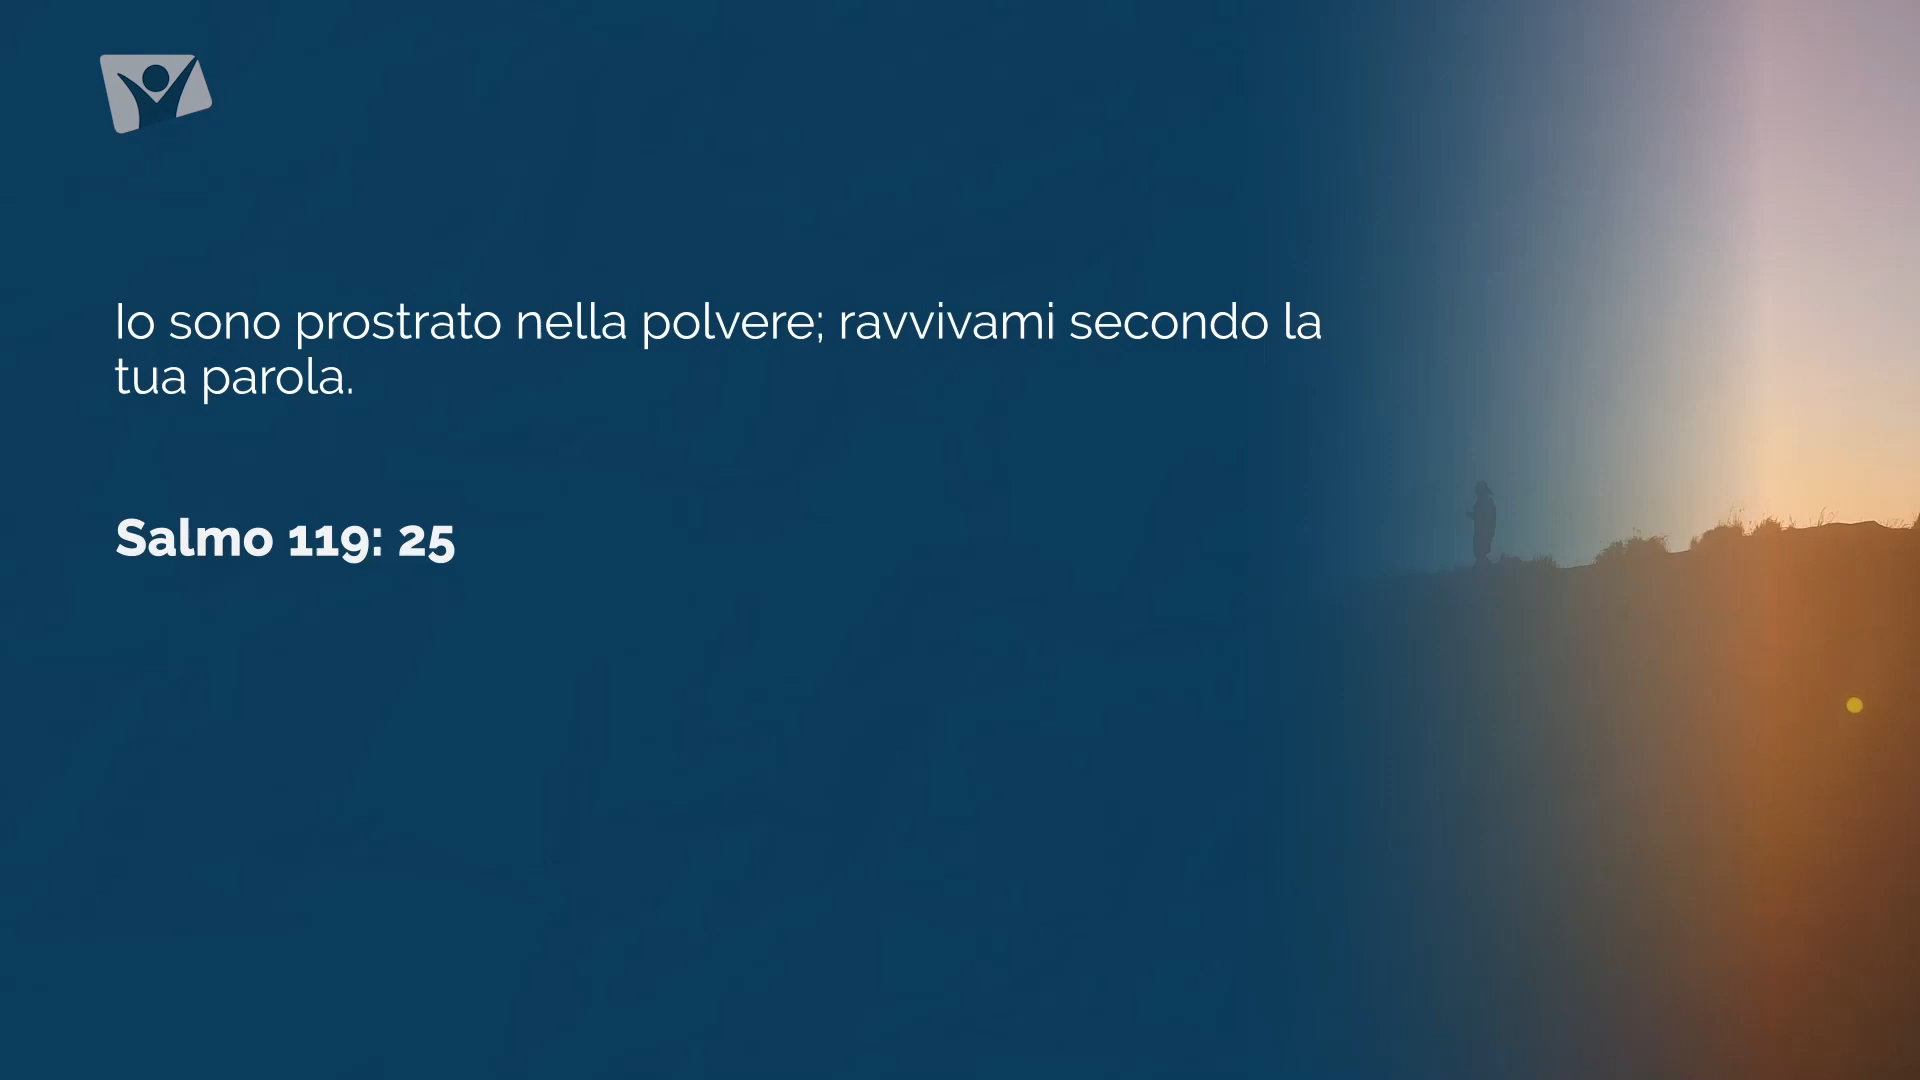 Io sono prostrato nella polvere; ravvivami secondo la
tua parola.
Salmo 119: 25